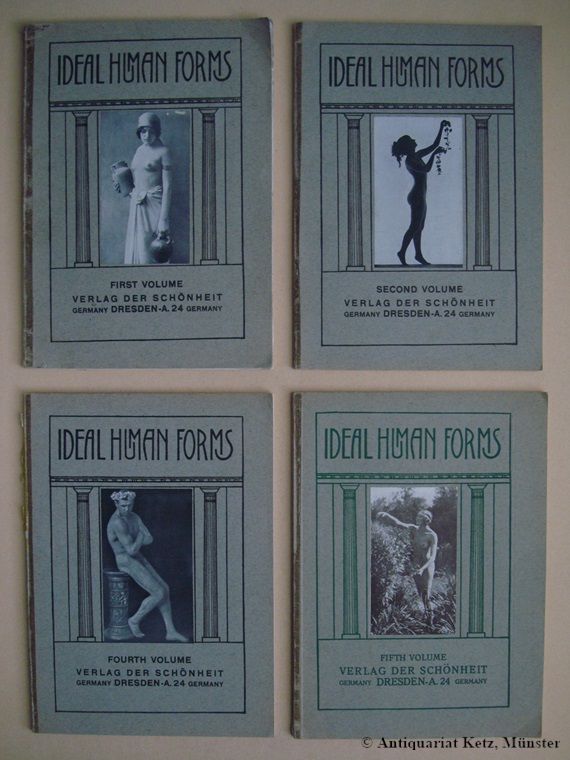 IDEAL HUMAN FORMS
FIRST VOLUME
VERLAG DER SCHÖNHEIT
GERMANY DRESDEN-A. 24 GERMANY
IDEAL HUMAN FORMS
SECOND VOLUME
VERLAG DER SCHÖNHEIT
GERMANY DRESDEN-A. 24 GERMANY
IDEAL HUMAN FORMS
FOURTH VOLUME
VERLAG DER SCHÖNHEIT
GERMANY DRESDEN-A. 24 GERMANY
IDEAL HUMAN FORMS
FIFTH VOLUME
VERLAG DER SCHÖNHEIT
GERMANY DRESDEN-A. 24 GERMANY
© Antiquariat Ketz, Münster